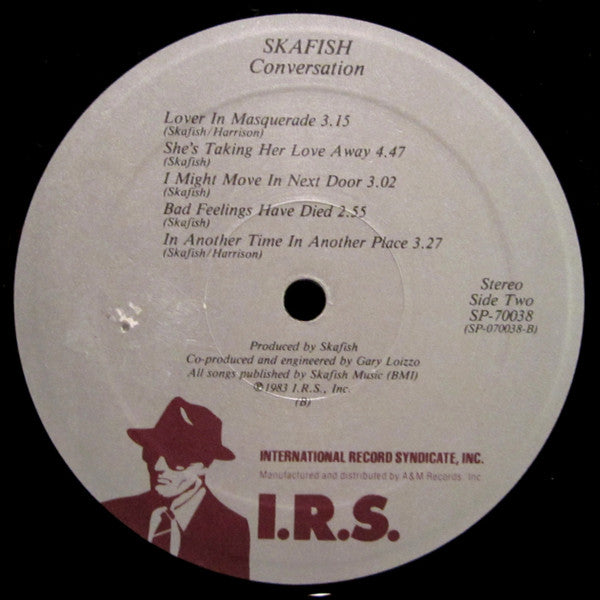 SKAFISH
Conversation
Lover In Masquerade 3.15
(Skafish/Harrison)
She's Taking Her Love Away 4.47
(Skafish)
I Might Move In Next Door 3.02
(Skafish)
Bad Feelings Have Died 2.55
(Skafish)
In Another Time In Another Place 3.27
(Skafish/Harrison)
Stereo
Side Two
SP-70038
(SP-070038-B)
Produced by Skafish
Co-produced and engineered by Gary Loizzo
All songs published by Skafish Music (BMI)
℗1983 I.R.S., Inc.
(B)
INTERNATIONAL RECORD SYNDICATE, INC.
Manufactured and distributed by A&M Records, Inc.
I.R.S.